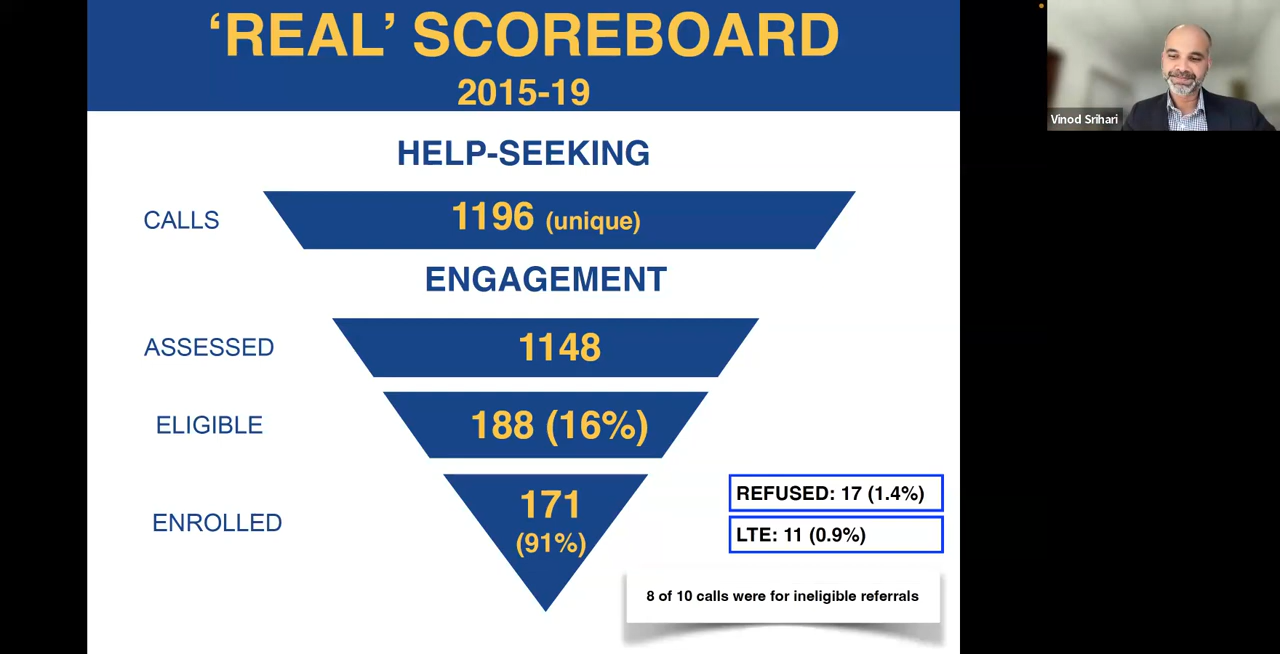 ‘REAL’ SCOREBOARD
2015-19
Vinod Srihari
HELP-SEEKING
CALLS
1196 (unique)
ENGAGEMENT
ASSESSED
1148
ELIGIBLE
188 (16%)
ENROLLED
171
(91%)
REFUSED: 17 (1.4%)
LTE: 11 (0.9%)
8 of 10 calls were for ineligible referrals